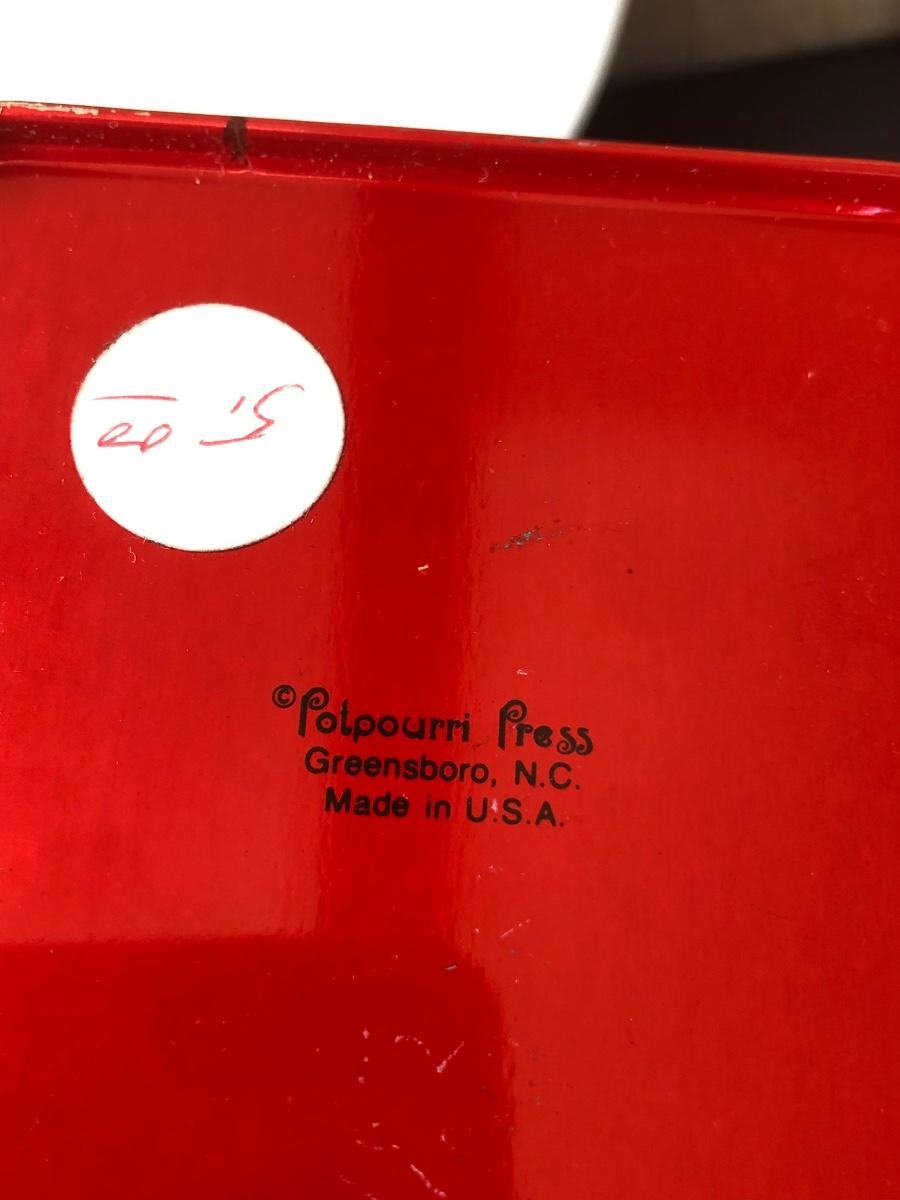 5.00
©Potpourri Press
Greensboro, N.C.
Made in U.S.A.